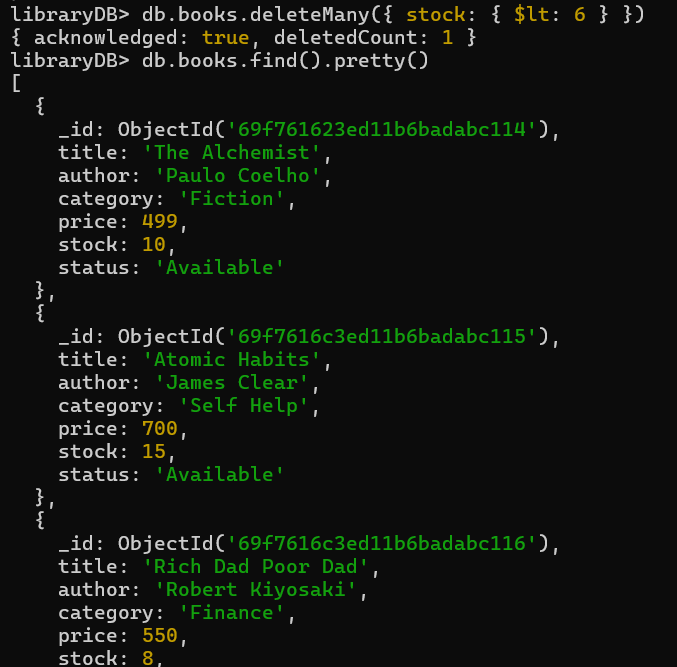 libraryDB> db.books.deleteMany({ stock: { $lt: 6 } })
{ acknowledged: true, deletedCount: 1 }
libraryDB> db.books.find().pretty()
[
  {
    _id: ObjectId('69f761623ed11b6badabc114'),
    title: 'The Alchemist',
    author: 'Paulo Coelho',
    category: 'Fiction',
    price: 499,
    stock: 10,
    status: 'Available'
  },
  {
    _id: ObjectId('69f7616c3ed11b6badabc115'),
    title: 'Atomic Habits',
    author: 'James Clear',
    category: 'Self Help',
    price: 700,
    stock: 15,
    status: 'Available'
  },
  {
    _id: ObjectId('69f7616c3ed11b6badabc116'),
    title: 'Rich Dad Poor Dad',
    author: 'Robert Kiyosaki',
    category: 'Finance',
    price: 550,
    stock: 8,